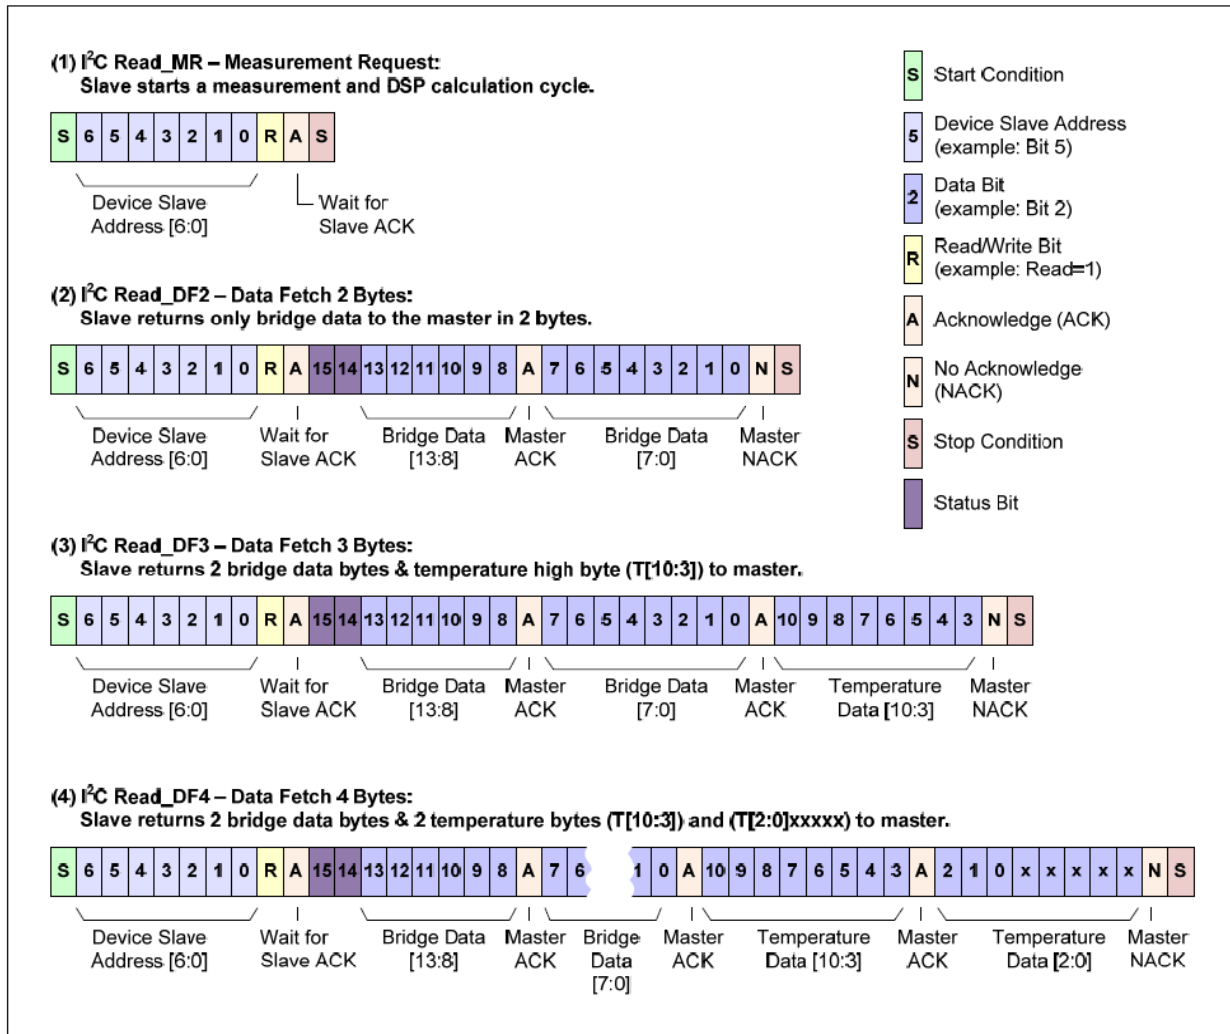 (1) I²C Read_MR – Measurement Request:
Slave starts a measurement and DSP calculation cycle.
S 6 5 4 3 2 1 0 R A S
Device Slave
Address [6:0]
Wait for
Slave ACK
(2) I²C Read_DF2 – Data Fetch 2 Bytes:
Slave returns only bridge data to the master in 2 bytes.
S 6 5 4 3 2 1 0 R A 15 14 13 12 11 10 9 8 A 7 6 5 4 3 2 1 0 N S
Device Slave Wait for Bridge Data Master Bridge Data Master
Address [6:0] Slave ACK [13:8] ACK [7:0] NACK
(3) I²C Read_DF3 – Data Fetch 3 Bytes:
Slave returns 2 bridge data bytes & temperature high byte (T[10:3]) to master.
S 6 5 4 3 2 1 0 R A 15 14 13 12 11 10 9 8 A 7 6 5 4 3 2 1 0 A 10 9 8 7 6 5 4 3 N S
Device Slave Wait for Bridge Data Master Bridge Data Master Temperature Master
Address [6:0] Slave ACK [13:8] ACK [7:0] ACK Data [10:3] NACK
(4) I²C Read_DF4 – Data Fetch 4 Bytes:
Slave returns 2 bridge data bytes & 2 temperature bytes (T[10:3]) and (T[2:0]xxxxx) to master.
S 6 5 4 3 2 1 0 R A 15 14 13 12 11 10 9 8 A 7 6 1 0 A 10 9 8 7 6 5 4 3 A 2 1 0 x x x x x N S
Device Slave Wait for Bridge Data Master Bridge Master Temperature Master Temperature Master
Address [6:0] Slave ACK [13:8] ACK Data ACK Data [10:3] ACK Data [2:0] NACK
[7:0]
S Start Condition
5 Device Slave Address
(example: Bit 5)
2 Data Bit
(example: Bit 2)
R Read/Write Bit
(example: Read=1)
A Acknowledge (ACK)
N No Acknowledge
(NACK)
S Stop Condition
Status Bit